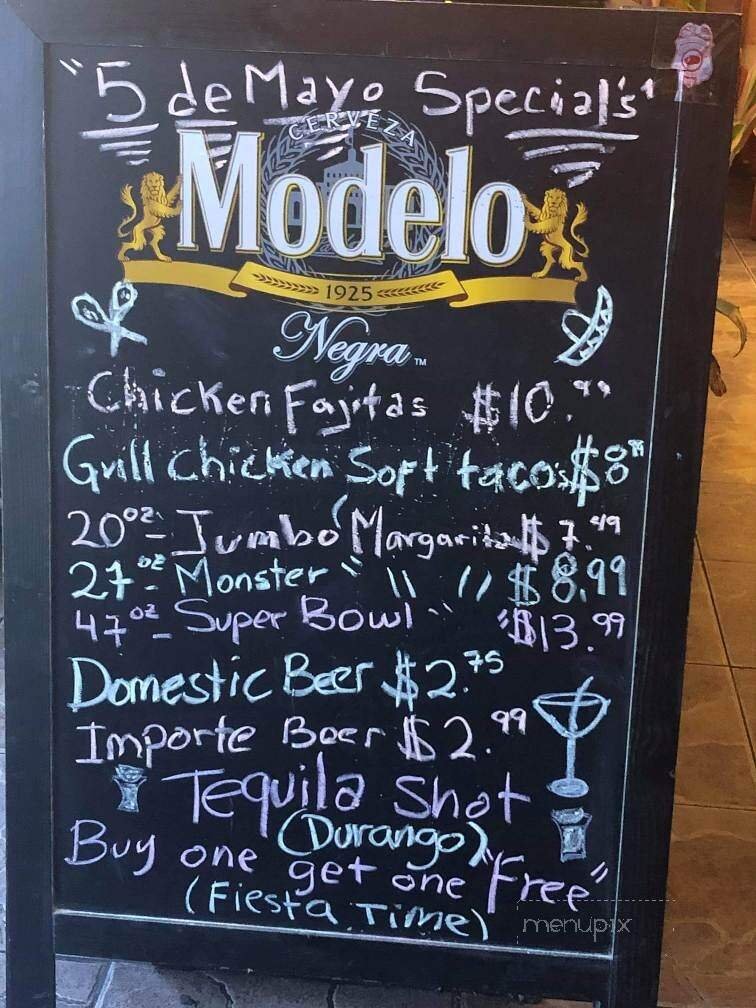 "5 de Mayo Special's"
CERVEZA
Modelo
1925
Negra™
Chicken Fajitas $10.99
Grill Chicken Soft tacos $8.99
20oz - Jumbo Margarita $7.49
27oz - Monster " \\ // $8.99
47oz - Super Bowl " "$13.99
Domestic Beer $2.75
Importe Beer $2.99
Tequila Shot
(Durango)
Buy one get one "Free"
(Fiesta Time)
menupix